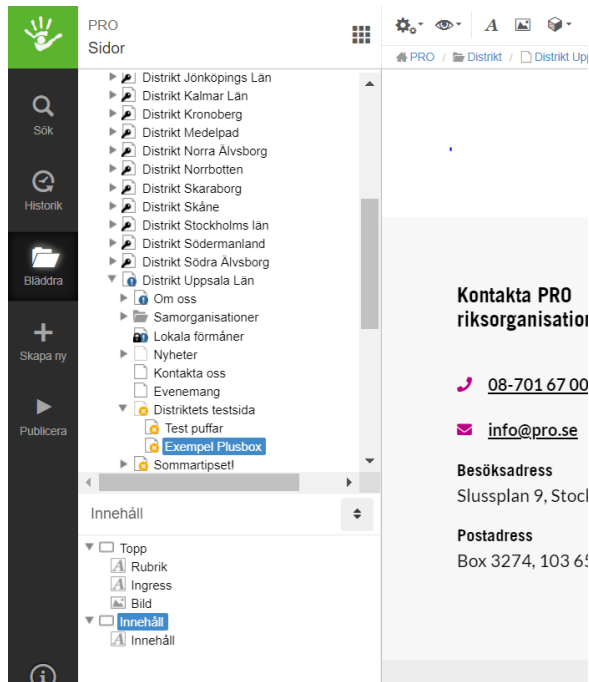 PRO
Sidor
Sök
Historik
Bläddra
Skapa ny
Publicera
Distrikt Jönköpings Län
Distrikt Kalmar Län
Distrikt Kronoberg
Distrikt Medelpad
Distrikt Norra Älvsborg
Distrikt Norrbotten
Distrikt Skaraborg
Distrikt Skåne
Distrikt Stockholms län
Distrikt Södermanland
Distrikt Södra Älvsborg
Distrikt Uppsala Län
Om oss
Samorganisationer
Lokala förmåner
Nyheter
Kontakta oss
Evenemang
Distriktets testsida
Test puffar
Exempel Plusbox
Sommartipset!
Innehåll
Topp
Rubrik
Ingress
Bild
Innehåll
Innehåll
PRO / Distrikt / Distrikt Upp
Kontakta PRO
riksorganisation
08-701 67 00
info@pro.se
Besöksadress
Slussplan 9, Stock
Postadress
Box 3274, 103 65